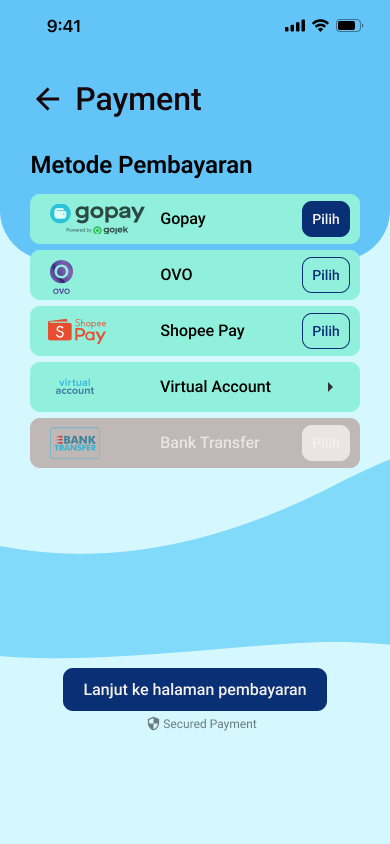 9:41
Payment
Metode Pembayaran
gopay
Powered by gojek
Gopay
Pilih
OVO
OVO
Pilih
Shopee
Pay
S
Shopee Pay
Pilih
virtual
account
Virtual Account
BANK
TRANSFER
Bank Transfer
Pilih
Lanjut ke halaman pembayaran
Secured Payment